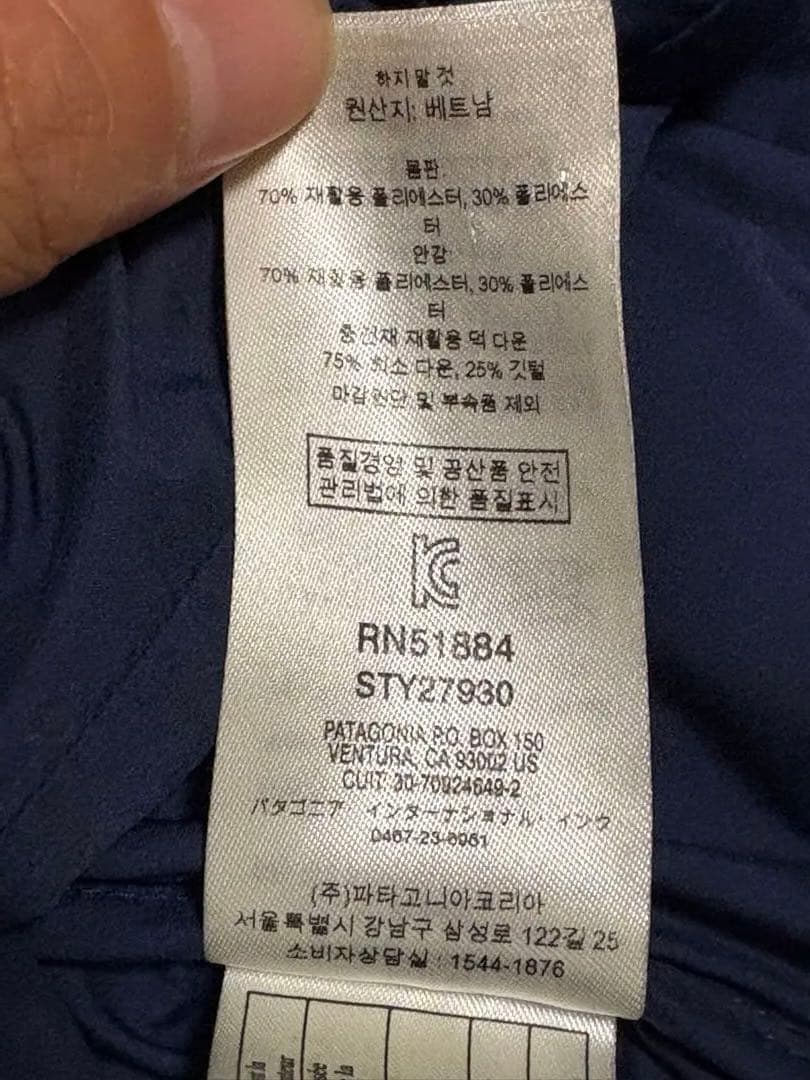 하지 말 것
원산지: 베트남
몸판
70% 재활용 폴리에스터, 30% 폴리에스
터
안감
70% 재활용 폴리에스터, 30% 폴리에스
터
충전재 재활용 덕 다운
75% 최소 다운, 25% 깃털
마감원단 및 부속품 제외
품질경영 및 공산품 안전
관리법에 의한 품질표시
RN51884
STY27930
PATAGONIA P.O. BOX 150
VENTURA, CA 93002 US
CUIT 30-70924649-2
パタゴニア インターナショナル・インク
0467-23-8961
(주)파타고니아코리아
서울특별시 강남구 삼성로 122길 25
소비자상담실 : 1544-1876